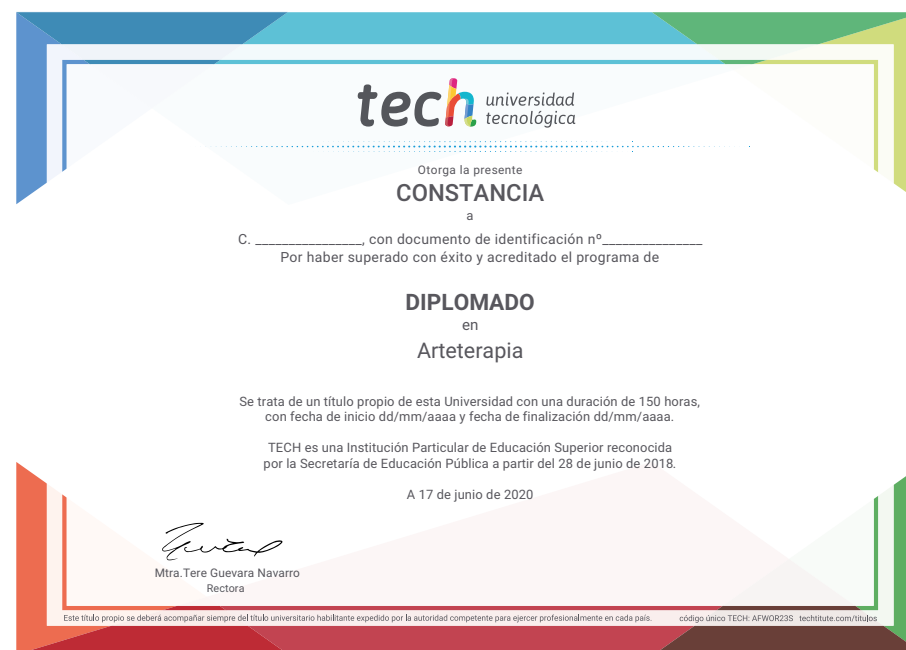 tech universidad
tecnológica
Otorga la presente
CONSTANCIA
a
C. ________________, con documento de identificación nº_______________
Por haber superado con éxito y acreditado el programa de
DIPLOMADO
en
Arteterapia
Se trata de un título propio de esta Universidad con una duración de 150 horas,
con fecha de inicio dd/mm/aaaa y fecha de finalización dd/mm/aaaa.
TECH es una Institución Particular de Educación Superior reconocida
por la Secretaría de Educación Pública a partir del 28 de junio de 2018.
A 17 de junio de 2020
Mtra.Tere Guevara Navarro
Rectora
Este título propio se deberá acompañar siempre del título universitario habilitante expedido por la autoridad competente para ejercer profesionalmente en cada país. código único TECH: AFWOR23S techtitute.com/titulos